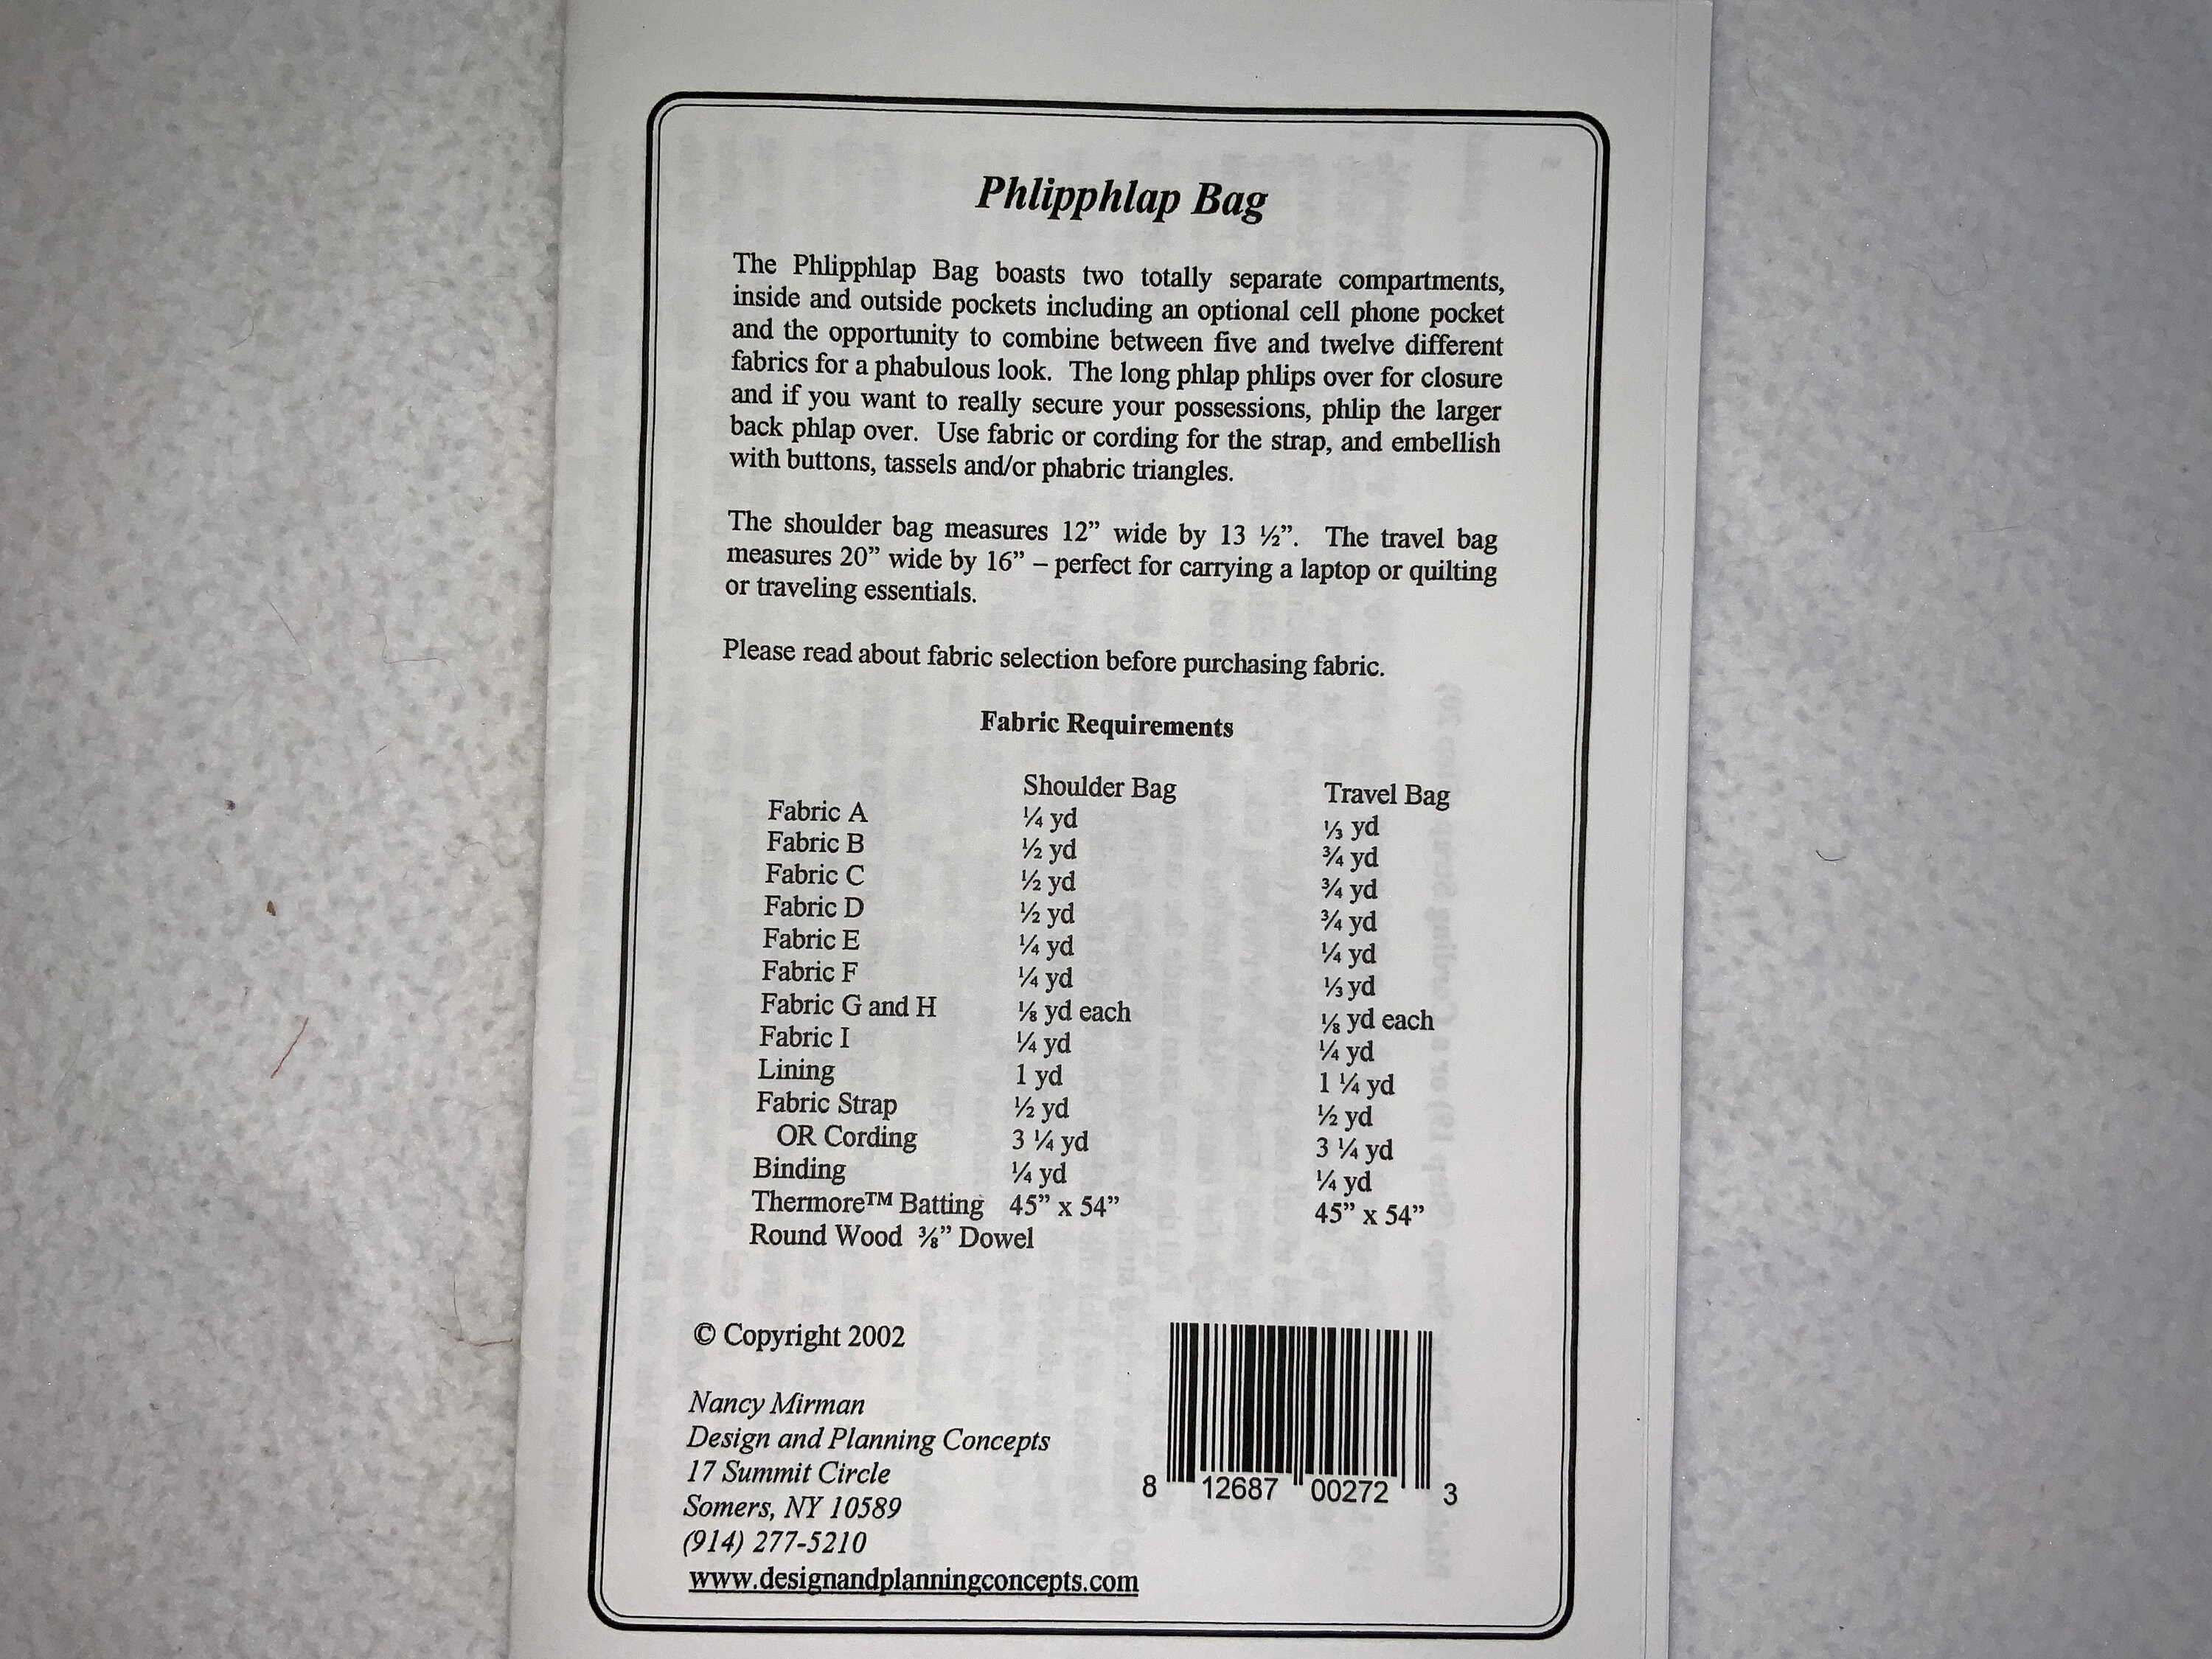 Phlipphlap Bag
The Phlipphlap Bag boasts two totally separate compartments,
inside and outside pockets including an optional cell phone pocket
and the opportunity to combine between five and twelve different
fabrics for a phabulous look. The long phlap phlips over for closure
and if you want to really secure your possessions, phlip the larger
back phlap over. Use fabric or cording for the strap, and embellish
with buttons, tassels and/or phabric triangles.
The shoulder bag measures 12” wide by 13 ½”. The travel bag
measures 20” wide by 16” – perfect for carrying a laptop or quilting
or traveling essentials.
Please read about fabric selection before purchasing fabric.
Fabric Requirements
Shoulder Bag Travel Bag
Fabric A ¼ yd ⅓ yd
Fabric B ½ yd ¾ yd
Fabric C ½ yd ¾ yd
Fabric D ½ yd ¾ yd
Fabric E ¼ yd ¼ yd
Fabric F ¼ yd ⅓ yd
Fabric G and H ⅛ yd each ⅛ yd each
Fabric I ¼ yd ¼ yd
Lining 1 yd 1 ¼ yd
Fabric Strap ½ yd ½ yd
OR Cording 3 ¼ yd 3 ¼ yd
Binding ¼ yd ¼ yd
Thermore™ Batting 45” x 54” 45” x 54”
Round Wood ⅜” Dowel
© Copyright 2002
Nancy Mirman
Design and Planning Concepts
17 Summit Circle
Somers, NY 10589
(914) 277-5210
www.designandplanningconcepts.com
8 12687 00272 3